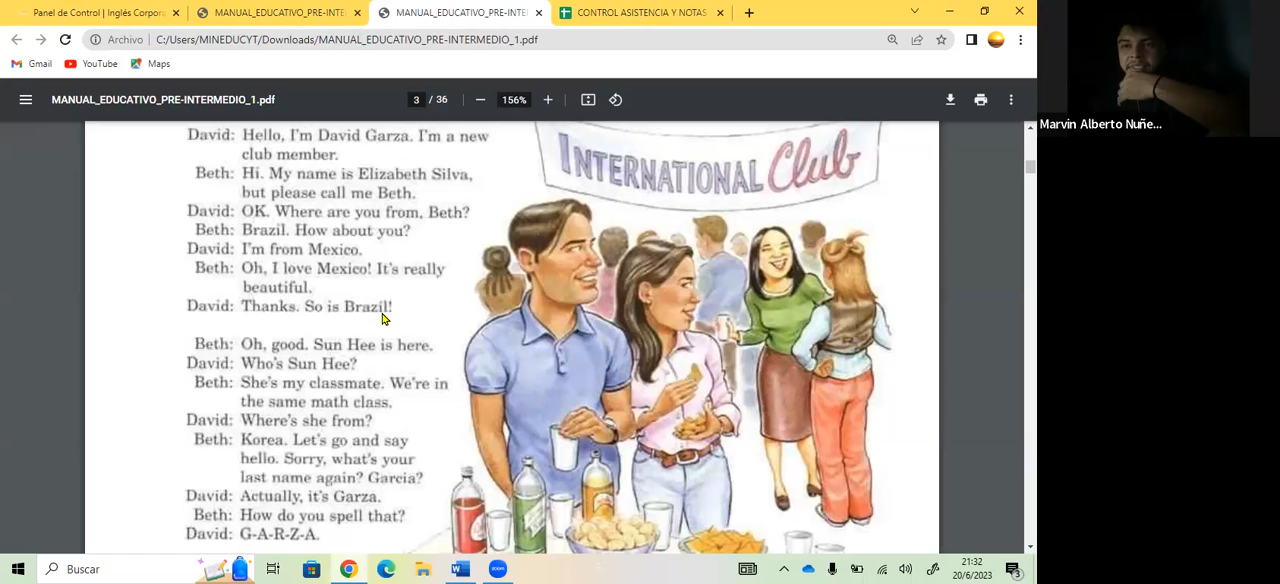 Panel de Control | Inglés Corpora
MANUAL_EDUCATIVO_PRE-INTERME
MANUAL_EDUCATIVO_PRE-INTE
CONTROL ASISTENCIA Y NOTAS
Archivo
C:/Users/MINEDUCYT/Downloads/MANUAL_EDUCATIVO_PRE-INTERMEDIO_1.pdf
Gmail
YouTube
Maps
MANUAL_EDUCATIVO_PRE-INTERMEDIO_1.pdf
3 / 36
156%
Marvin Alberto Nuñe...
David: Hello, I'm David Garza. I'm a new
club member.
Beth: Hi. My name is Elizabeth Silva,
but please call me Beth.
David: OK. Where are you from, Beth?
Beth: Brazil. How about you?
David: I'm from Mexico.
Beth: Oh, I love Mexico! It's really
beautiful.
David: Thanks. So is Brazil!
Beth: Oh, good. Sun Hee is here.
David: Who's Sun Hee?
Beth: She's my classmate. We're in
the same math class.
David: Where's she from?
Beth: Korea. Let's go and say
hello. Sorry, what's your
last name again? Garcia?
David: Actually, it's Garza.
Beth: How do you spell that?
David: G-A-R-Z-A.
INTERNATIONAL Club
Buscar
21:32
20/6/2023
3